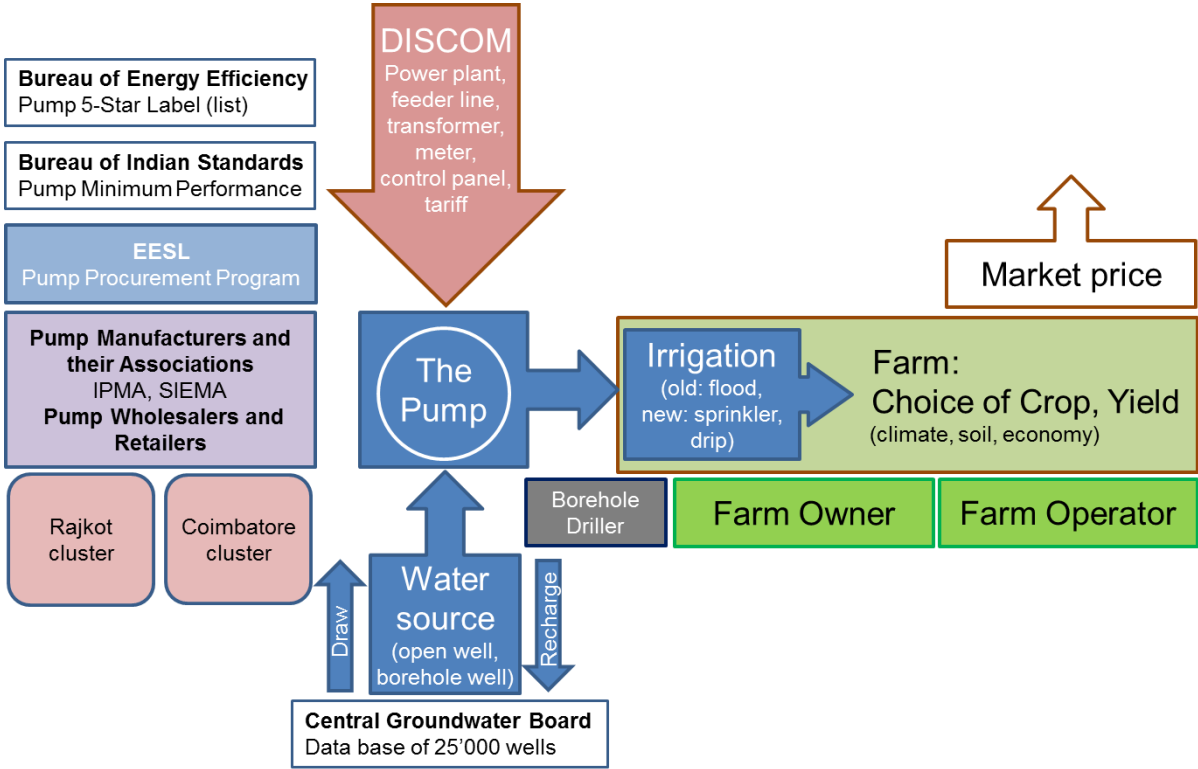 Bureau of Energy Efficiency
Pump 5-Star Label (list)
Bureau of Indian Standards
Pump Minimum Performance
EESL
Pump Procurement Program
Pump Manufacturers and
their Associations
IPMA, SIEMA
Pump Wholesalers and
Retailers
Rajkot
cluster
Coimbatore
cluster
DISCOM
Power plant,
feeder line,
transformer,
meter,
control panel,
tariff
The
Pump
Draw
Water
source
(open well,
borehole well)
Recharge
Central Groundwater Board
Data base of 25’000 wells
Market price
Irrigation
(old: flood,
new: sprinkler,
drip)
Farm:
Choice of Crop, Yield
(climate, soil, economy)
Borehole
Driller
Farm Owner
Farm Operator